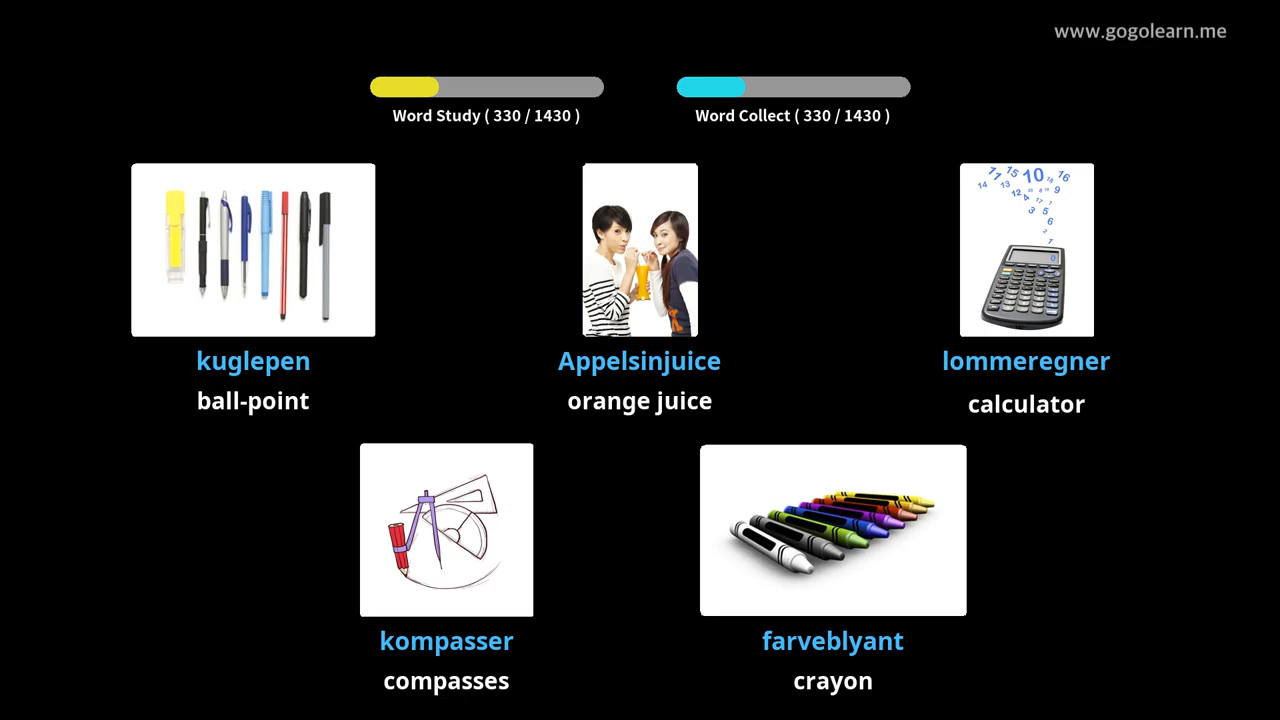 www.gogolearn.me
Word Study ( 330 / 1430 )
Word Collect ( 330 / 1430 )
kuglepen
ball-point
Appelsinjuice
orange juice
lommeregner
calculator
kompasser
compasses
farveblyant
crayon